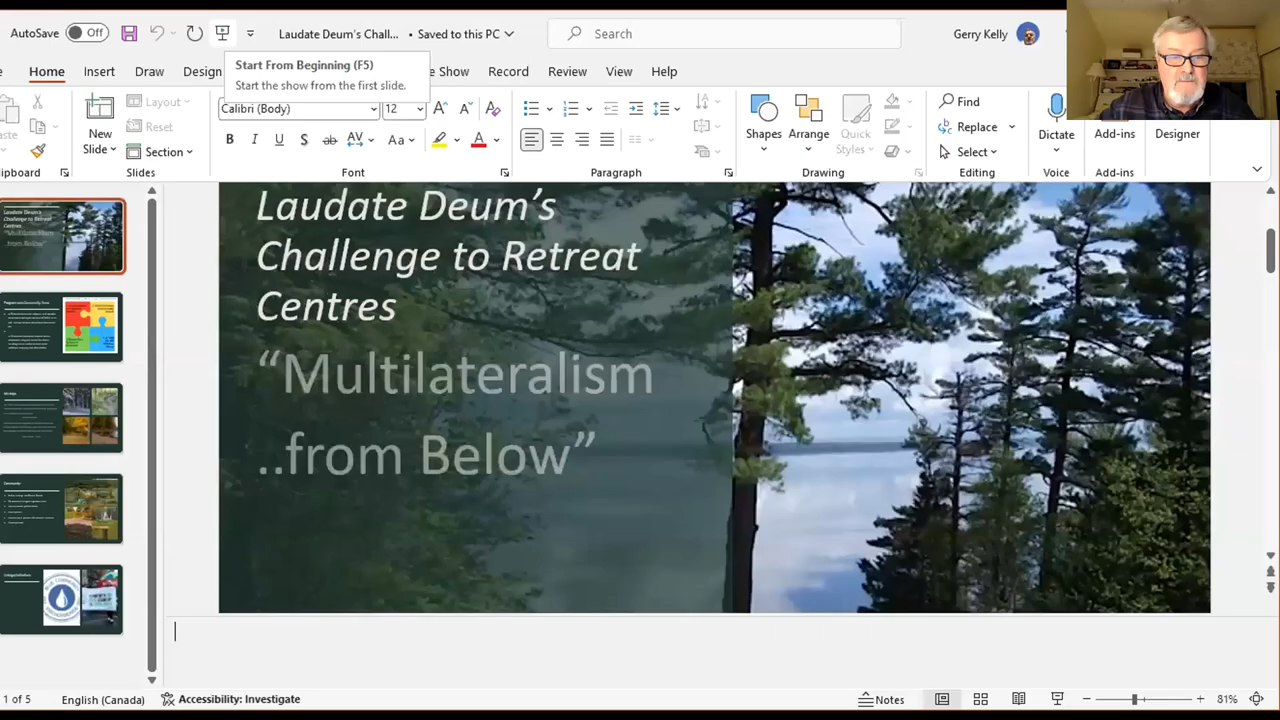 AutoSave Off Laudate Deum's Chall... • Saved to this PC Search Gerry Kelly
Start From Beginning (F5)
Start the show from the first slide.
Home Insert Draw Design Show Record Review View Help
New
Slide
Layout
Reset
Section
Slides
Calibri (Body) 12
B I U S ab AV Aa A
Font
Paragraph
Shapes Arrange Quick
Styles
Drawing
Find
Replace
Select
Editing
Dictate
Voice
Add-ins
Add-ins
Designer
Laudate Deum's
Challenge to Retreat
Centres
“Multilateralism
..from Below”
1 of 5 English (Canada) Accessibility: Investigate Notes 81%